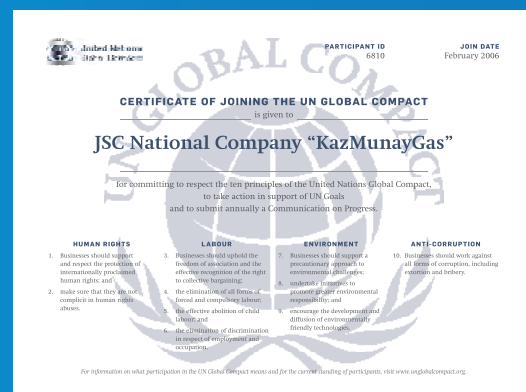 United Nations
PARTICIPANT ID
6810
JOIN DATE
February 2006
UN GLOBAL COMPACT
CERTIFICATE OF JOINING THE UN GLOBAL COMPACT
is given to
JSC National Company “KazMunayGas”
for committing to respect the ten principles of the United Nations Global Compact,
to take action in support of UN Goals
and to submit annually a Communication on Progress.
HUMAN RIGHTS
1. Businesses should support
and respect the protection of
internationally proclaimed
human rights; and
2. make sure that they are not
complicit in human rights
abuses.
LABOUR
3. Businesses should uphold the
freedom of association and the
effective recognition of the right
to collective bargaining;
4. the elimination of all forms of
forced and compulsory labour;
5. the effective abolition of child
labour; and
6. the elimination of discrimination
in respect of employment and
occupation.
ENVIRONMENT
7. Businesses should support a
precautionary approach to
environmental challenges;
8. undertake initiatives to
promote greater environmental
responsibility; and
9. encourage the development and
diffusion of environmentally
friendly technologies.
ANTI-CORRUPTION
10. Businesses should work against
all forms of corruption, including
extortion and bribery.
For information on what participation in the UN Global Compact means and for the current standing of participants, visit www.unglobalcompact.org.